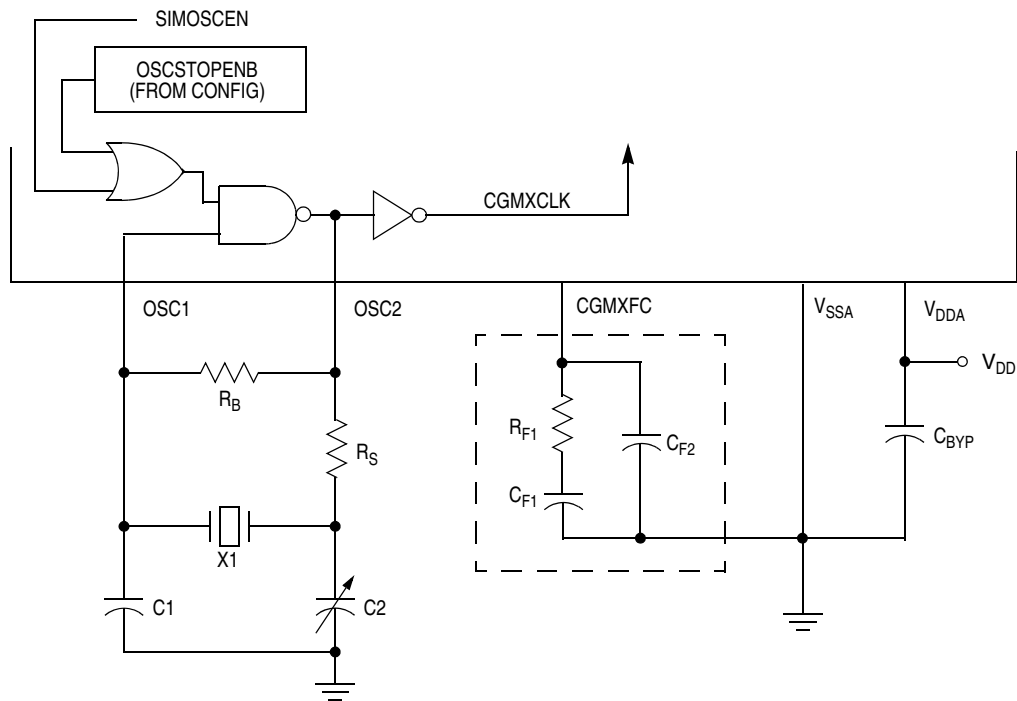 SIMOSCEN
OSCSTOPENB
(FROM CONFIG)
CGMXCLK
OSC1
OSC2
CGMXFC
VSSA
VDDA
VDD
RB
RS
RF1
CF2
CBYP
CF1
X1
C1
C2